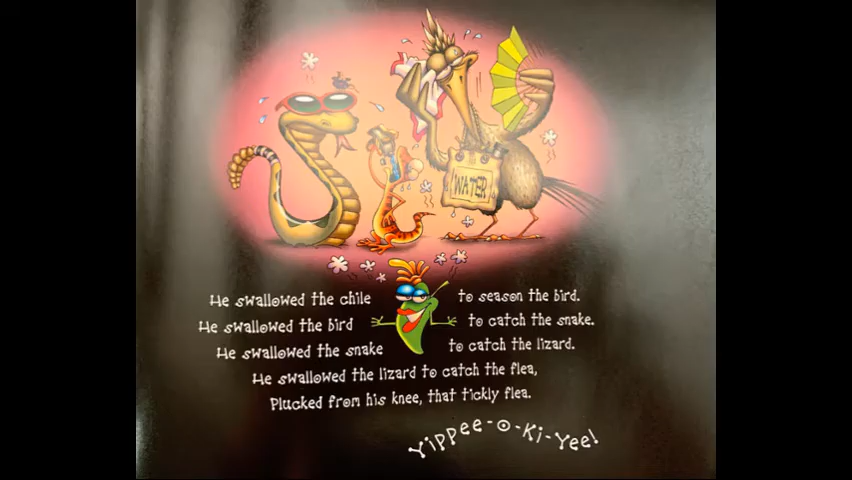 WATER
He swallowed the chile to season the bird.
He swallowed the bird to catch the snake.
He swallowed the snake to catch the lizard.
He swallowed the lizard to catch the flea,
Plucked from his knee, that tickly flea.
Yippee-o-Ki-Yee!